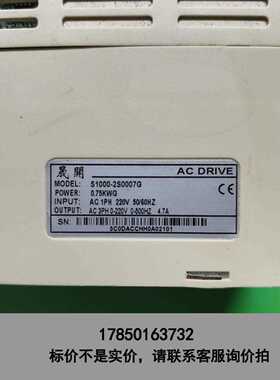 晟開 AC DRIVE
MODEL: S1000-2S0007G
POWER: 0.75KWG
INPUT: AC 1PH 220V 50/60HZ
OUTPUT: AC 3PH 0-220V 0-600HZ 4.7A
SN:
5C0DACCHH0A02101
17850163732
标价不是实价，请联系客服询价拍